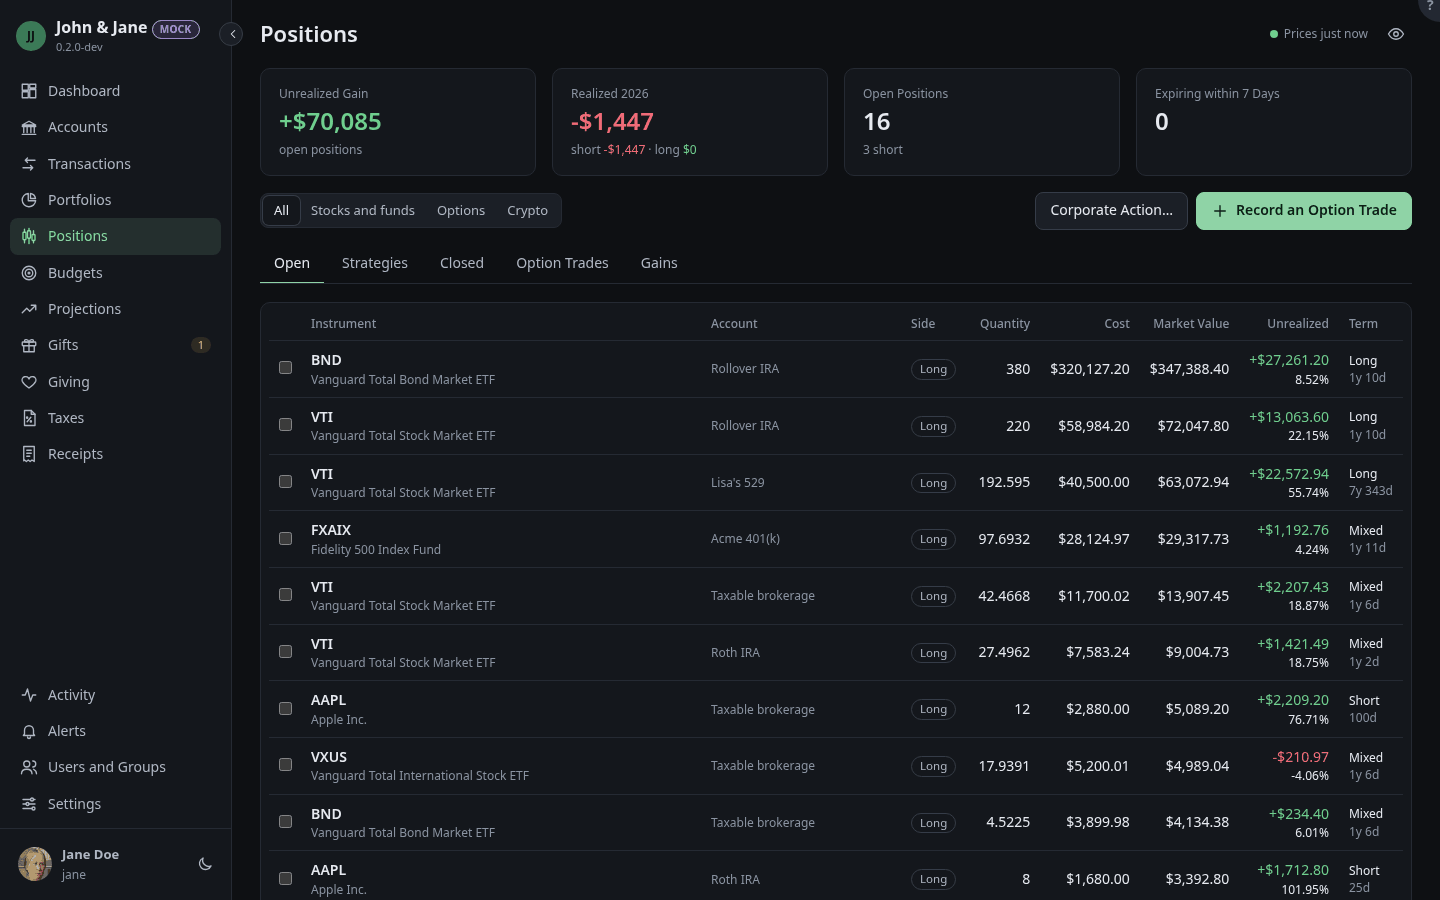 John & Jane MOCK
0.2.0-dev
Dashboard
Accounts
Transactions
Portfolios
Positions
Budgets
Projections
Gifts 1
Giving
Taxes
Receipts
Activity
Alerts
Users and Groups
Settings
JJ
Jane Doe
jane
?
Positions
Prices just now
Unrealized Gain
+$70,085
open positions
Realized 2026
-$1,447
short -$1,447 · long $0
Open Positions
16
3 short
Expiring within 7 Days
0
All Stocks and funds Options Crypto
Corporate Action...
+ Record an Option Trade
Open Strategies Closed Option Trades Gains
Instrument Account Side Quantity Cost Market Value Unrealized Term
BND Rollover IRA Long 380 $320,127.20 $347,388.40 +$27,261.20 Long
Vanguard Total Bond Market ETF 8.52% 1y 10d
VTI Rollover IRA Long 220 $58,984.20 $72,047.80 +$13,063.60 Long
Vanguard Total Stock Market ETF 22.15% 1y 10d
VTI Lisa's 529 Long 192.595 $40,500.00 $63,072.94 +$22,572.94 Long
Vanguard Total Stock Market ETF 55.74% 7y 343d
FXAIX Acme 401(k) Long 97.6932 $28,124.97 $29,317.73 +$1,192.76 Mixed
Fidelity 500 Index Fund 4.24% 1y 11d
VTI Taxable brokerage Long 42.4668 $11,700.02 $13,907.45 +$2,207.43 Mixed
Vanguard Total Stock Market ETF 18.87% 1y 6d
VTI Roth IRA Long 27.4962 $7,583.24 $9,004.73 +$1,421.49 Mixed
Vanguard Total Stock Market ETF 18.75% 1y 2d
AAPL Taxable brokerage Long 12 $2,880.00 $5,089.20 +$2,209.20 Short
Apple Inc. 76.71% 100d
VXUS Taxable brokerage Long 17.9391 $5,200.01 $4,989.04 -$210.97 Mixed
Vanguard Total International Stock ETF -4.06% 1y 6d
BND Taxable brokerage Long 4.5225 $3,899.98 $4,134.38 +$234.40 Mixed
Vanguard Total Bond Market ETF 6.01% 1y 6d
AAPL Roth IRA Long 8 $1,680.00 $3,392.80 +$1,712.80 Short
Apple Inc. 101.95% 25d